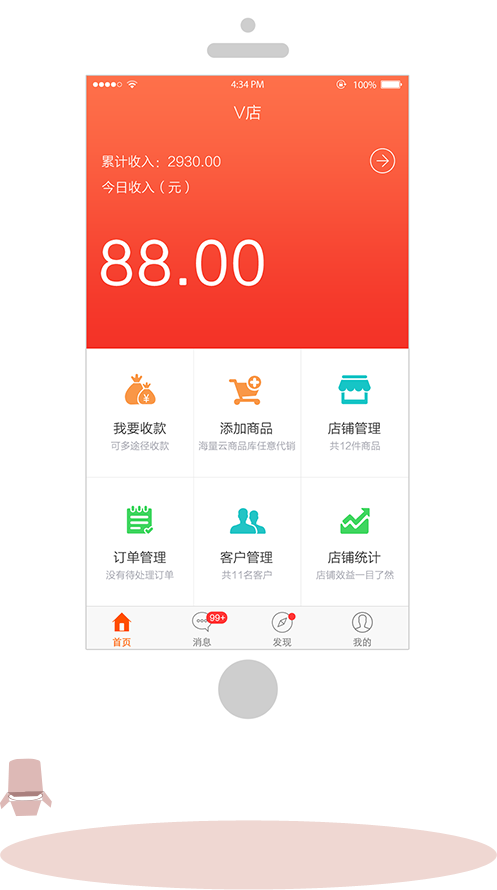 4:34 PM 100%
V店
累计收入：2930.00
今日收入（元）
88.00
我要收款 添加商品 店铺管理
可多途径收款 海量云商品库任意代销 共12件商品
订单管理 客户管理 店铺统计
没有待处理订单 共11名客户 店铺效益一目了然
99+
首页 消息 发现 我的